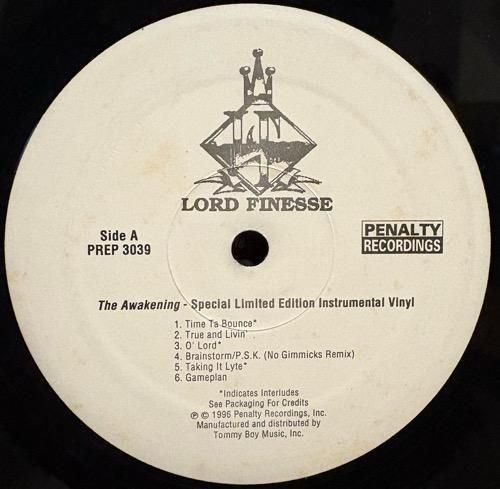 LORD FINESSE
Side A
PREP 3039
PENALTY
RECORDINGS
The Awakening - Special Limited Edition Instrumental Vinyl
1. Time Ta Bounce*
2. True and Livin'
3. O' Lord*
4. Brainstorm/P.S.K. (No Gimmicks Remix)
5. Taking It Lyte*
6. Gameplan
*Indicates Interludes
See Packaging For Credits
℗ © 1996 Penalty Recordings, Inc.
Manufactured and distributed by
Tommy Boy Music, Inc.